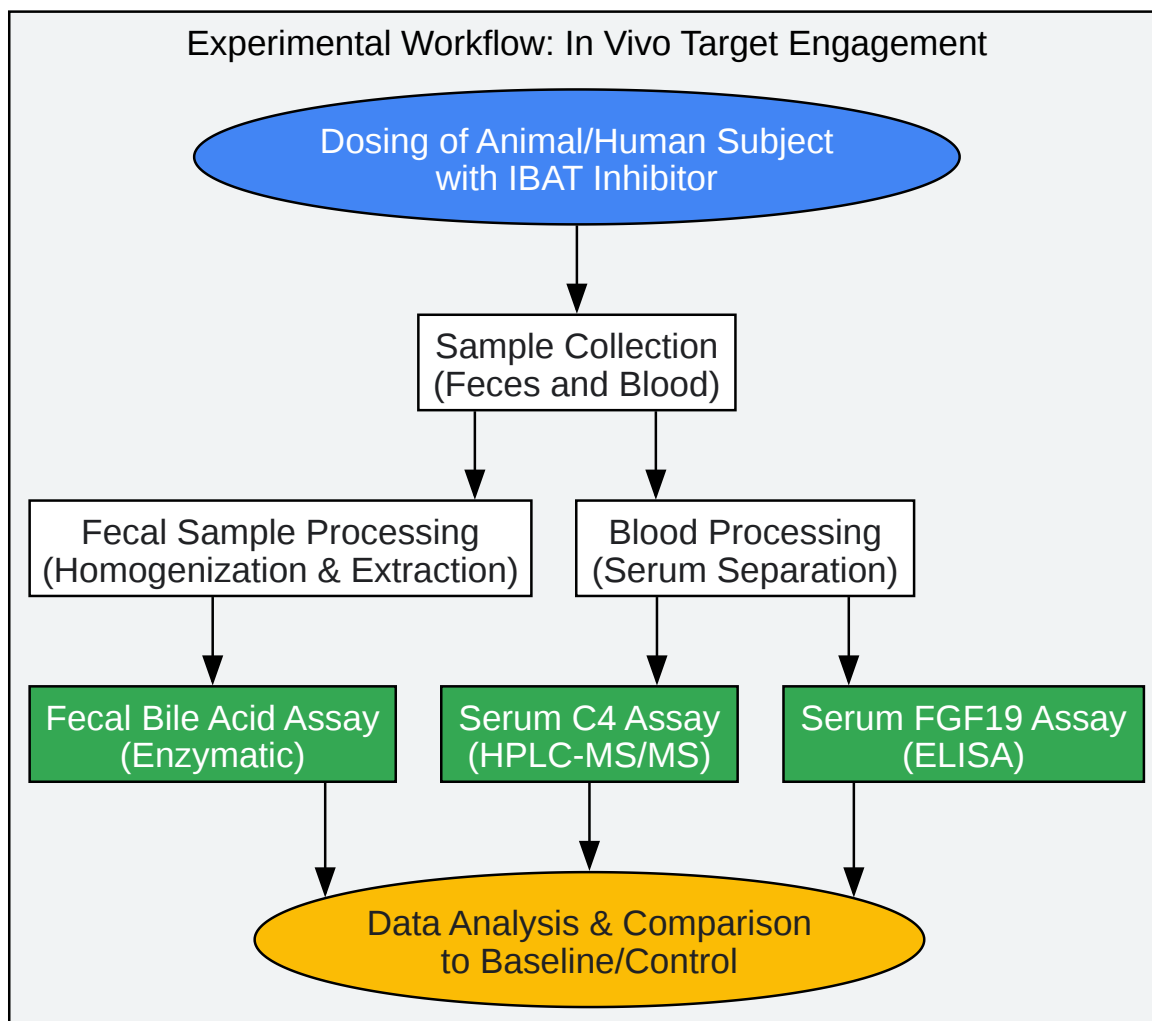 Experimental Workflow: In Vivo Target Engagement
Dosing of Animal/Human Subject
with IBAT Inhibitor
Sample Collection
(Feces and Blood)
Fecal Sample Processing
(Homogenization & Extraction)
Blood Processing
(Serum Separation)
Fecal Bile Acid Assay
(Enzymatic)
Serum C4 Assay
(HPLC-MS/MS)
Serum FGF19 Assay
(ELISA)
Data Analysis & Comparison
to Baseline/Control